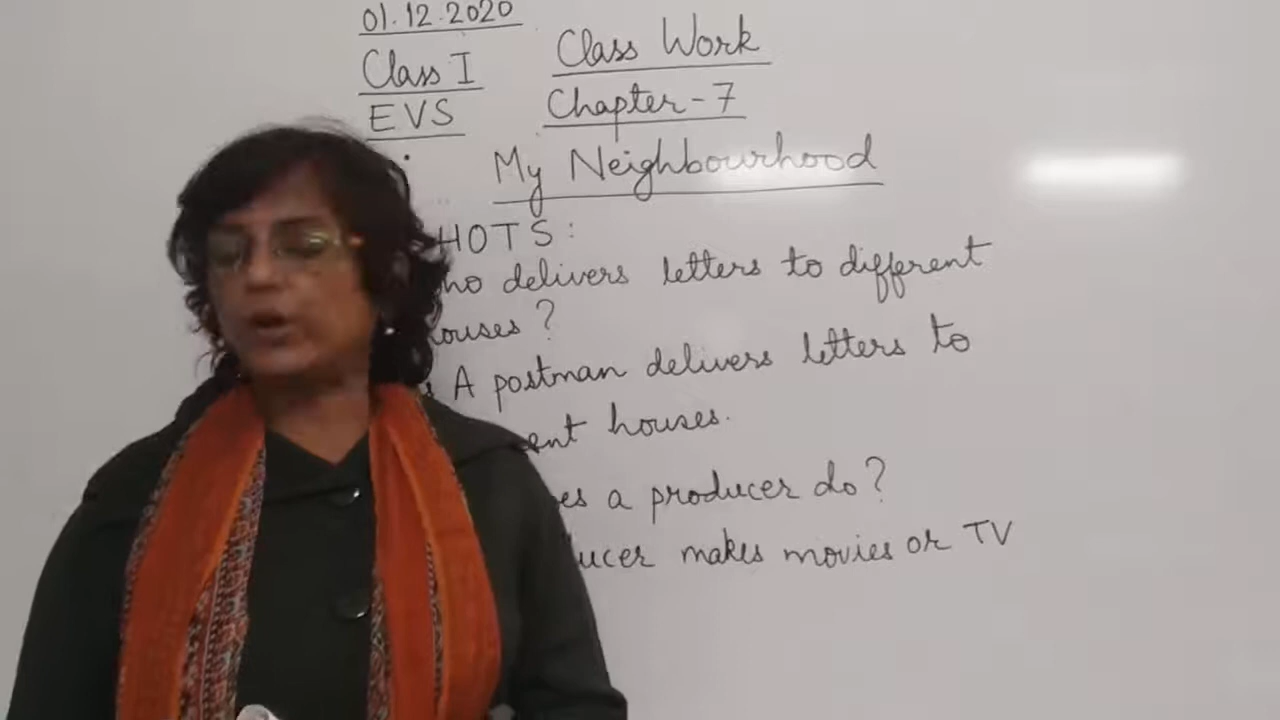 01.12.2020
Class I Class Work
EVS Chapter-7
My Neighbourhood
HOTS:
delivers letters to different
?
A postman delivers letters to
houses.
a producer do?
makes movies or TV